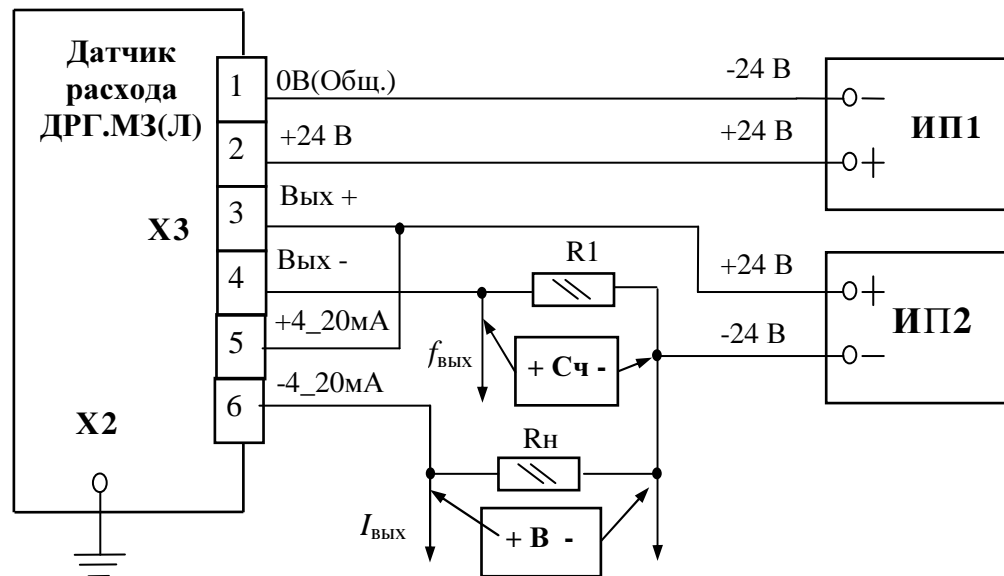 Датчик
расхода
ДРГ.МЗ(Л)
X3
X2
1
0В(Общ.)
2
+24 В
3
Вых +
4
Вых -
5
+4_20мА
6
-4_20мА
-24 В
+24 В
ИП1
+24 В
-24 В
ИП2
R1
fвых
+ Сч -
Rн
Iвых
+ В -